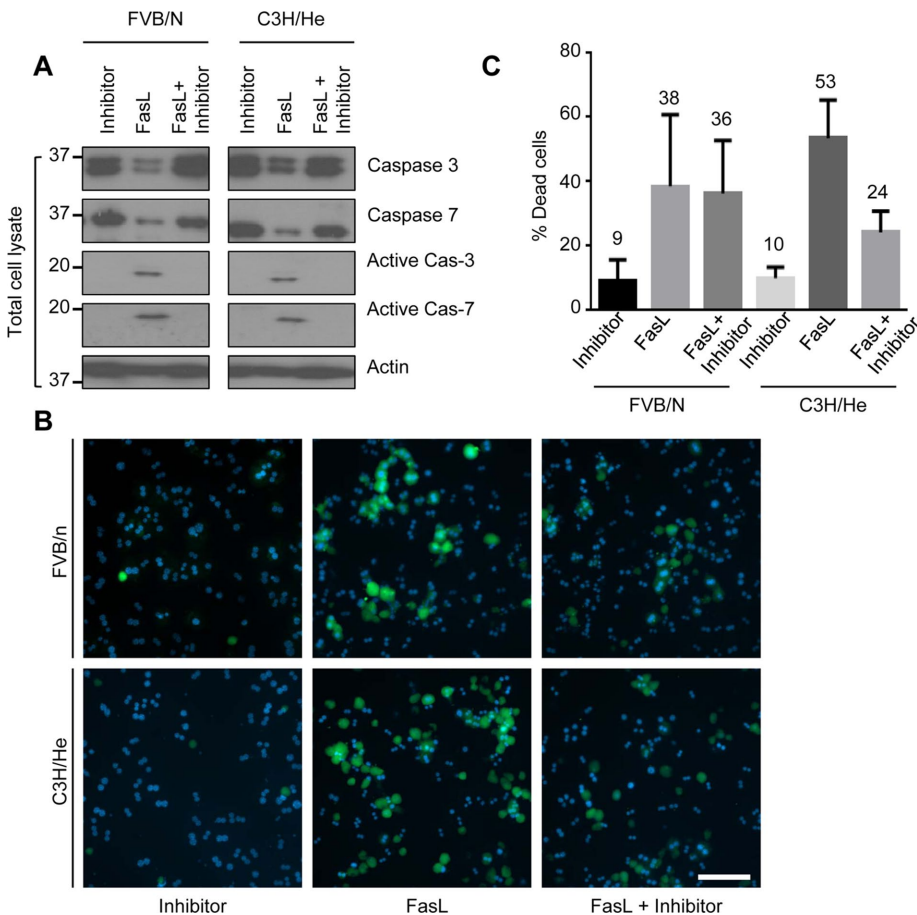 FVB/N
C3H/He
A
Inhibitor
FasL
FasL+
Inhibitor
Inhibitor
FasL
FasL +
Inhibitor
Total cell lysate
37
Caspase 3
37
Caspase 7
20
Active Cas-3
20
Active Cas-7
37
Actin
C
% Dead cells
80
60
40
20
0
9
38
36
10
53
24
Inhibitor
FasL
FasL+
Inhibitor
Inhibitor
FasL
FasL+
Inhibitor
FVB/N
C3H/He
B
FVB/n
C3H/He
Inhibitor
FasL
FasL + Inhibitor